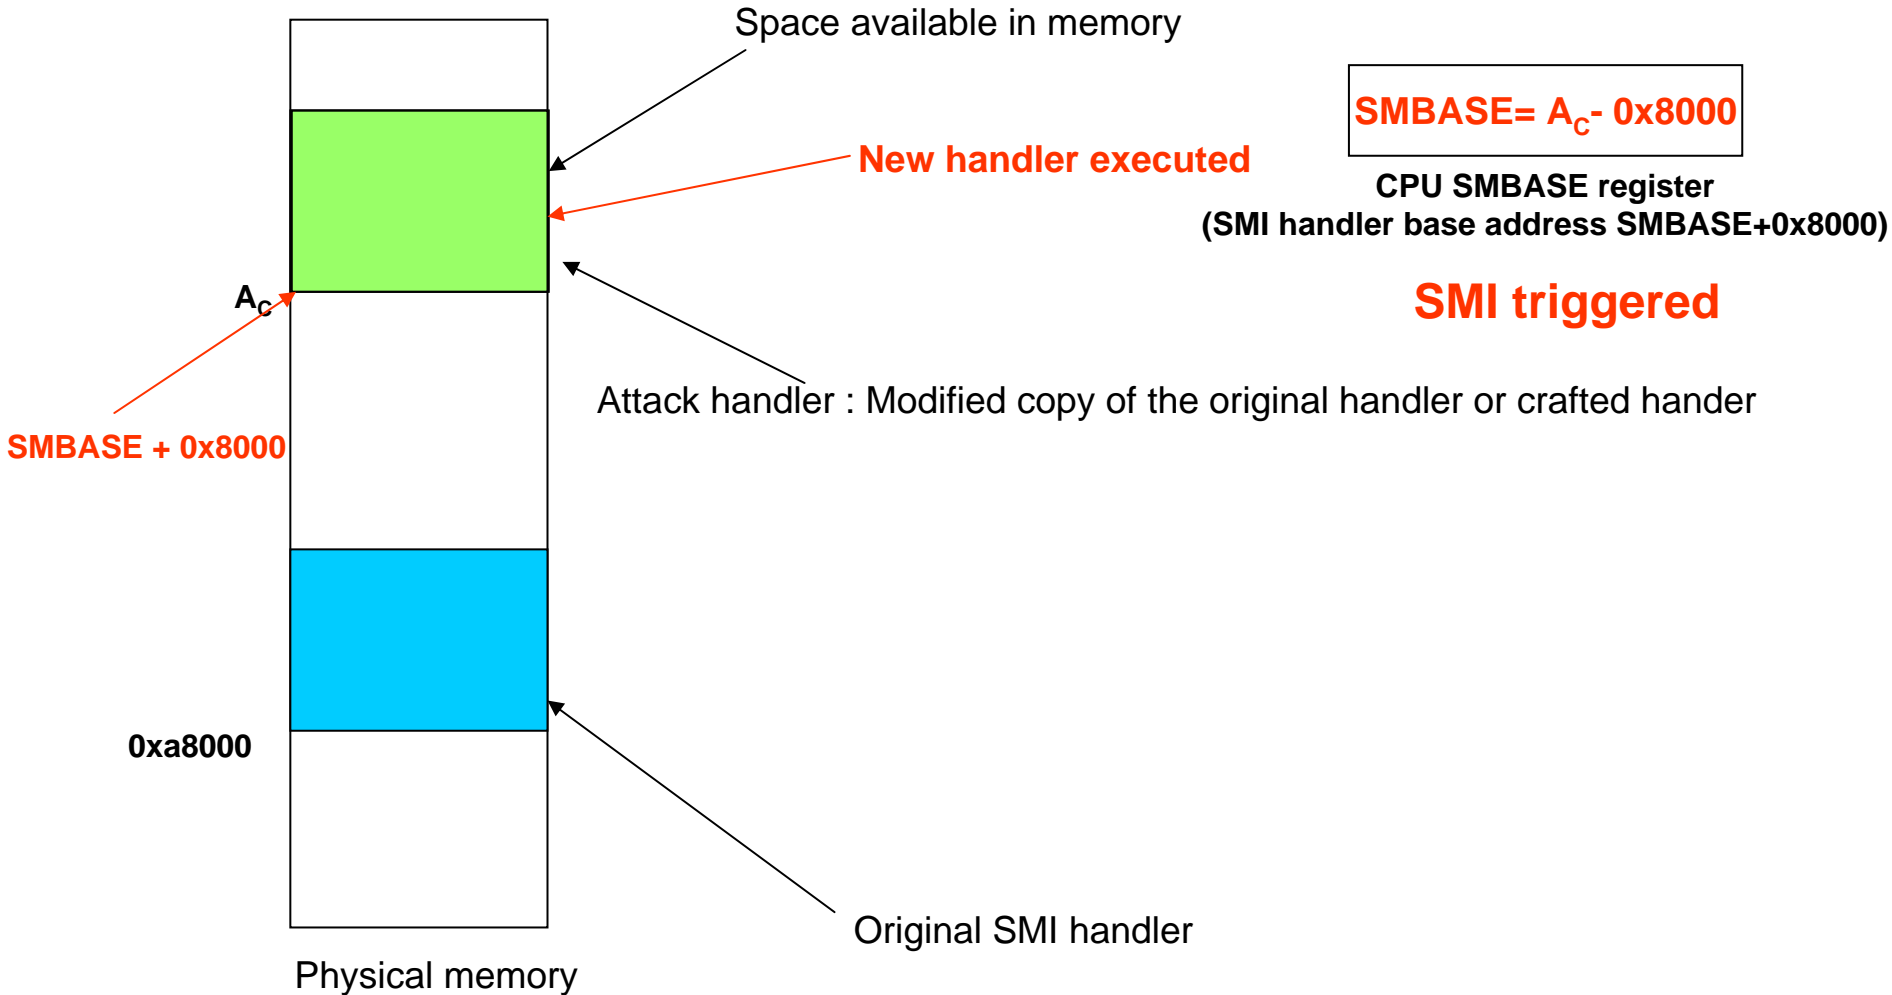 Space available in memory
SMBASE= AC- 0x8000
New handler executed
CPU SMBASE register
(SMI handler base address SMBASE+0x8000)
AC
SMI triggered
Attack handler : Modified copy of the original handler or crafted hander
SMBASE + 0x8000
0xa8000
Original SMI handler
Physical memory